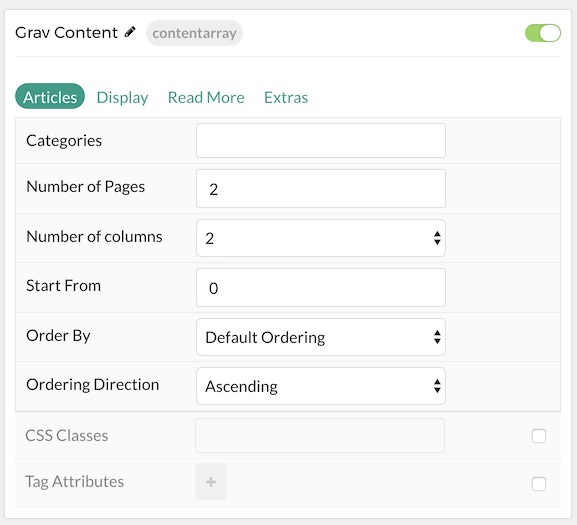 Grav Content contentarray
Articles Display Read More Extras
Categories
Number of Pages 2
Number of columns 2
Start From 0
Order By Default Ordering
Ordering Direction Ascending
CSS Classes
Tag Attributes +